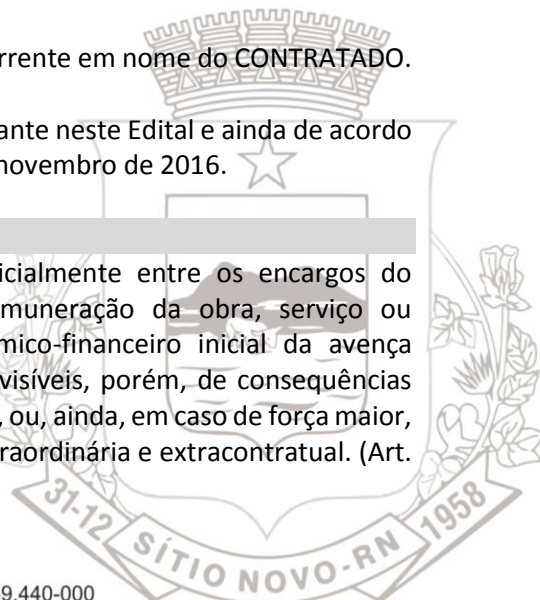 rrente em nome do CONTRATADO.
ante neste Edital e ainda de acordo
novembro de 2016.
icialmente entre os encargos do
muneração da obra, serviço ou
mico-financeiro inicial da avença
visíveis, porém, de consequências
, ou, ainda, em caso de força maior,
raordinária e extracontratual. (Art.
31-12 SÍTIO NOVO-RN 1958
9.440-000